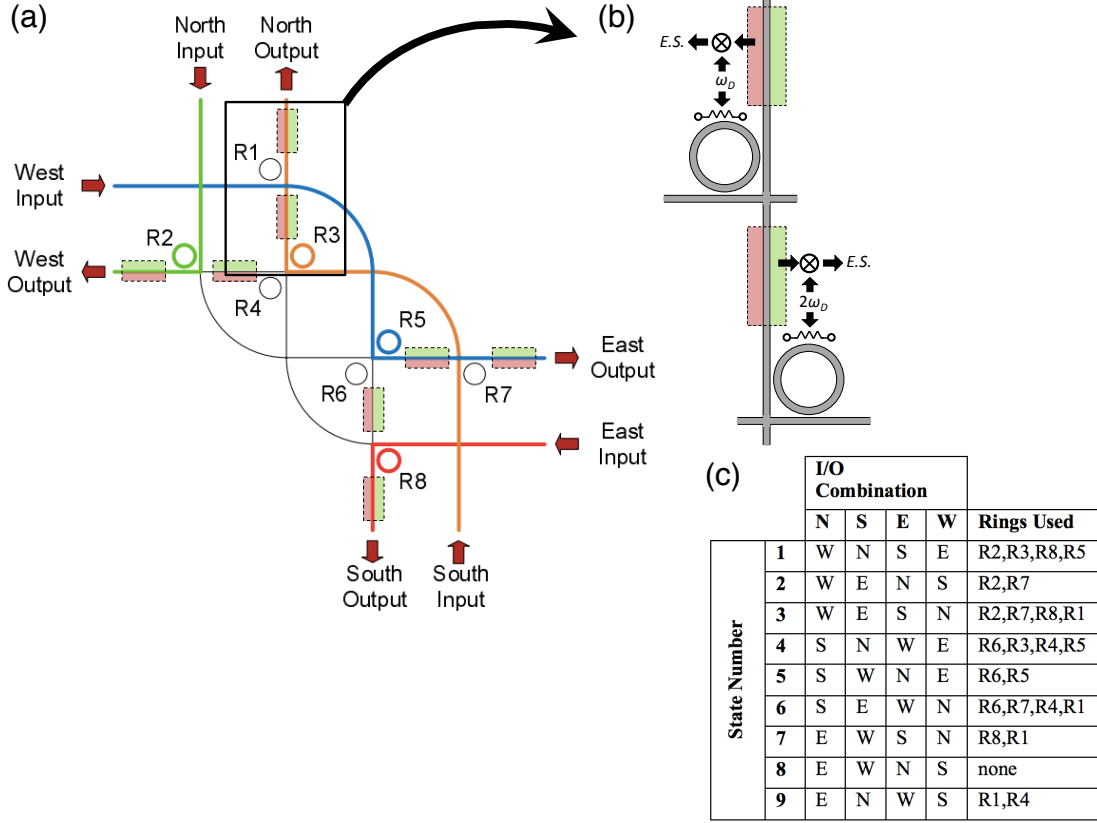 (a)
North
Input
North
Output
R1
West
Input
R2
R3
West
Output
R4
R5
East
Output
R6
R7
East
Input
R8
South
Output
South
Input
(b)
E.S.
ω_D
E.S.
2ω_D
(c)
I/O
Combination
N S E W Rings Used
State Number
1 W N S E R2,R3,R8,R5
2 W E N S R2,R7
3 W E S N R2,R7,R8,R1
4 S N W E R6,R3,R4,R5
5 S W N E R6,R5
6 S E W N R6,R7,R4,R1
7 E W S N R8,R1
8 E W N S none
9 E N W S R1,R4